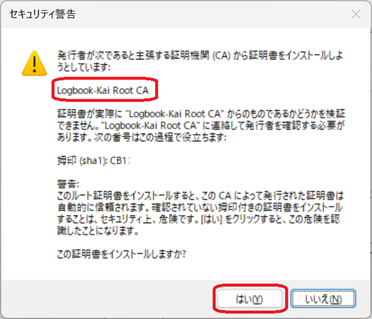 セキュリティ警告
発行者が次であると主張する証明機関 (CA) から証明書をインストールしよ
うとしています:
Logbook-Kai Root CA
証明書が実際に "Logbook-Kai Root CA" からのものであるかどうかを検証
できません。"Logbook-Kai Root CA" に連絡して発行者を確認する必要が
あります。次の番号はこの過程で役立ちます:
拇印 (sha1): CB1
警告:
このルート証明書をインストールすると、この CA によって発行された証明書は
自動的に信頼されます。確認されていない拇印付きの証明書をインストール
することは、セキュリティ上、危険です。[はい] をクリックすると、この危険を認
識したことになります。
この証明書をインストールしますか?
はい(Y)
いいえ(N)